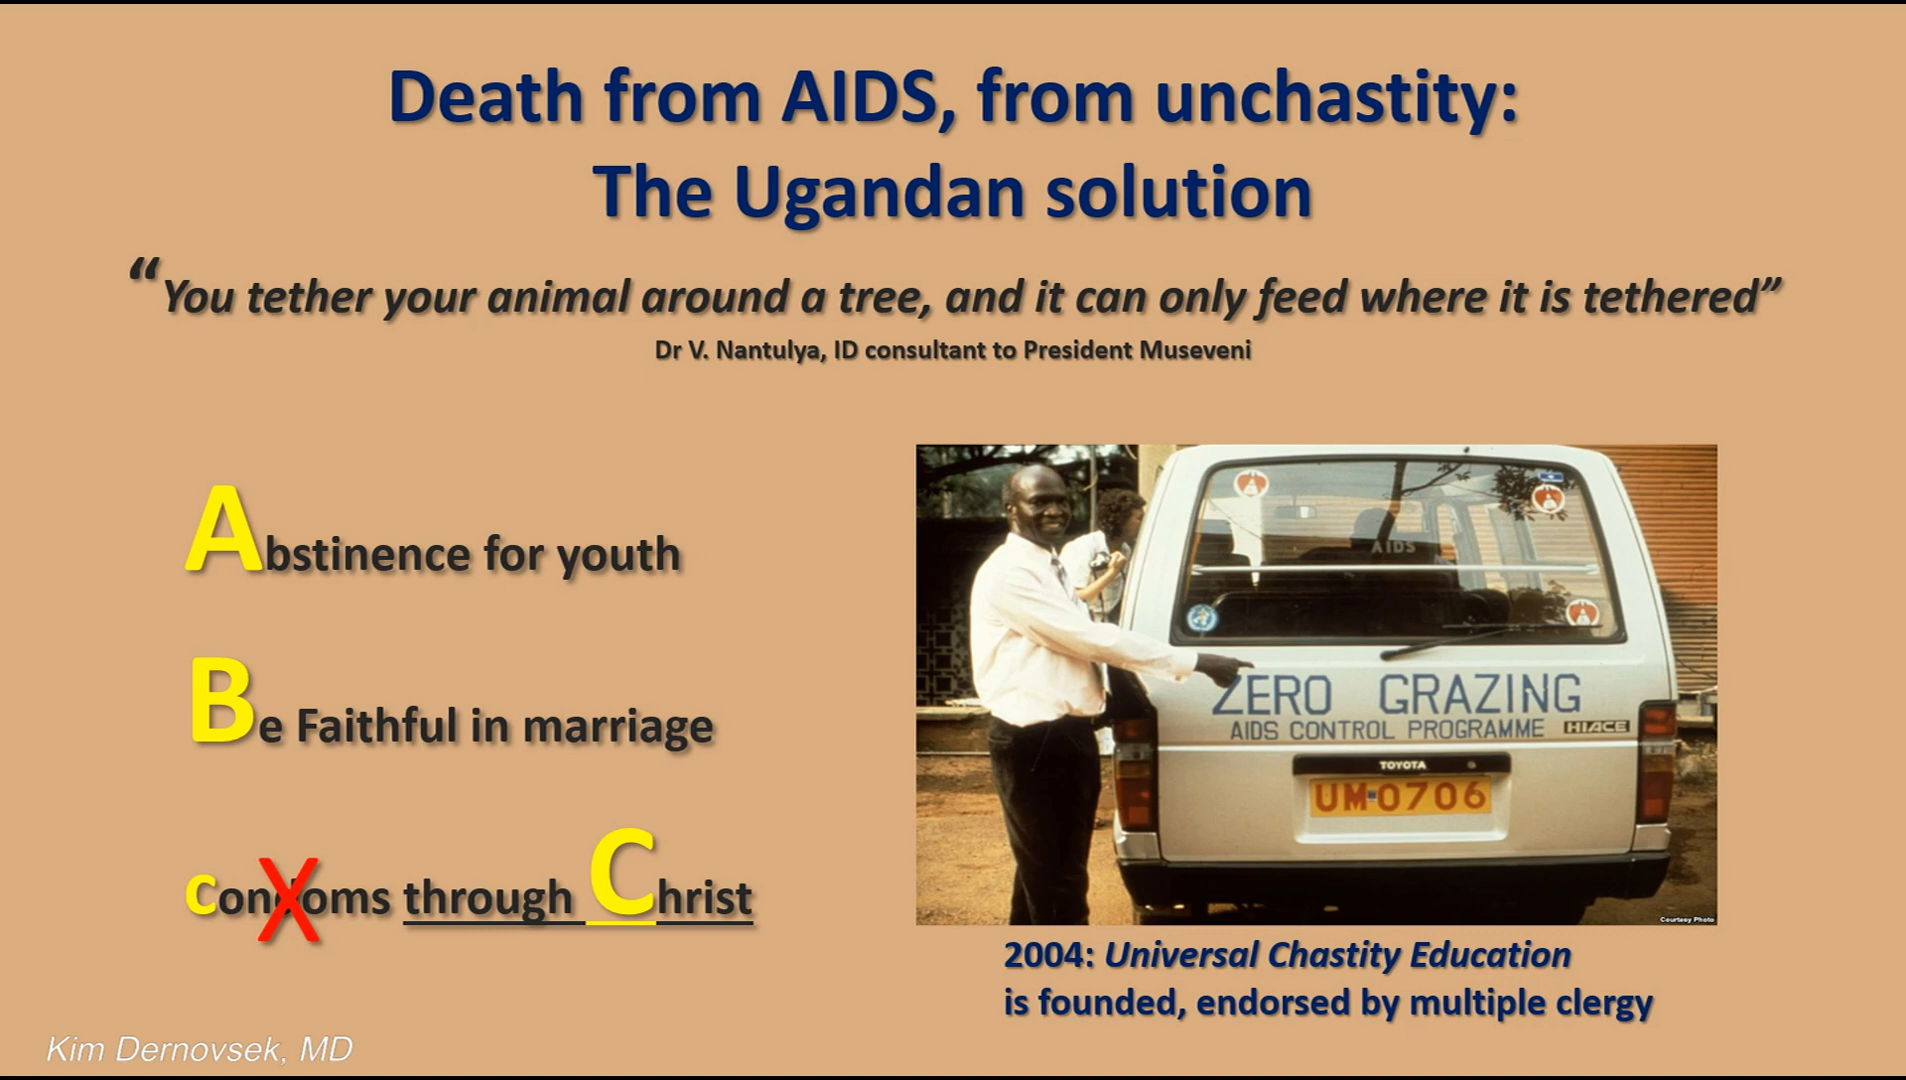 Death from AIDS, from unchastity:
The Ugandan solution
“You tether your animal around a tree, and it can only feed where it is tethered”
Dr V. Nantulya, ID consultant to President Museveni
Abstinence for youth
Be Faithful in marriage
condoms through Christ
X
AIDS
ZERO GRAZING
AIDS CONTROL PROGRAMME HIACE
TOYOTA
UM 0706
Courtesy Photo
2004: Universal Chastity Education
is founded, endorsed by multiple clergy
Kim Dernovsek, MD